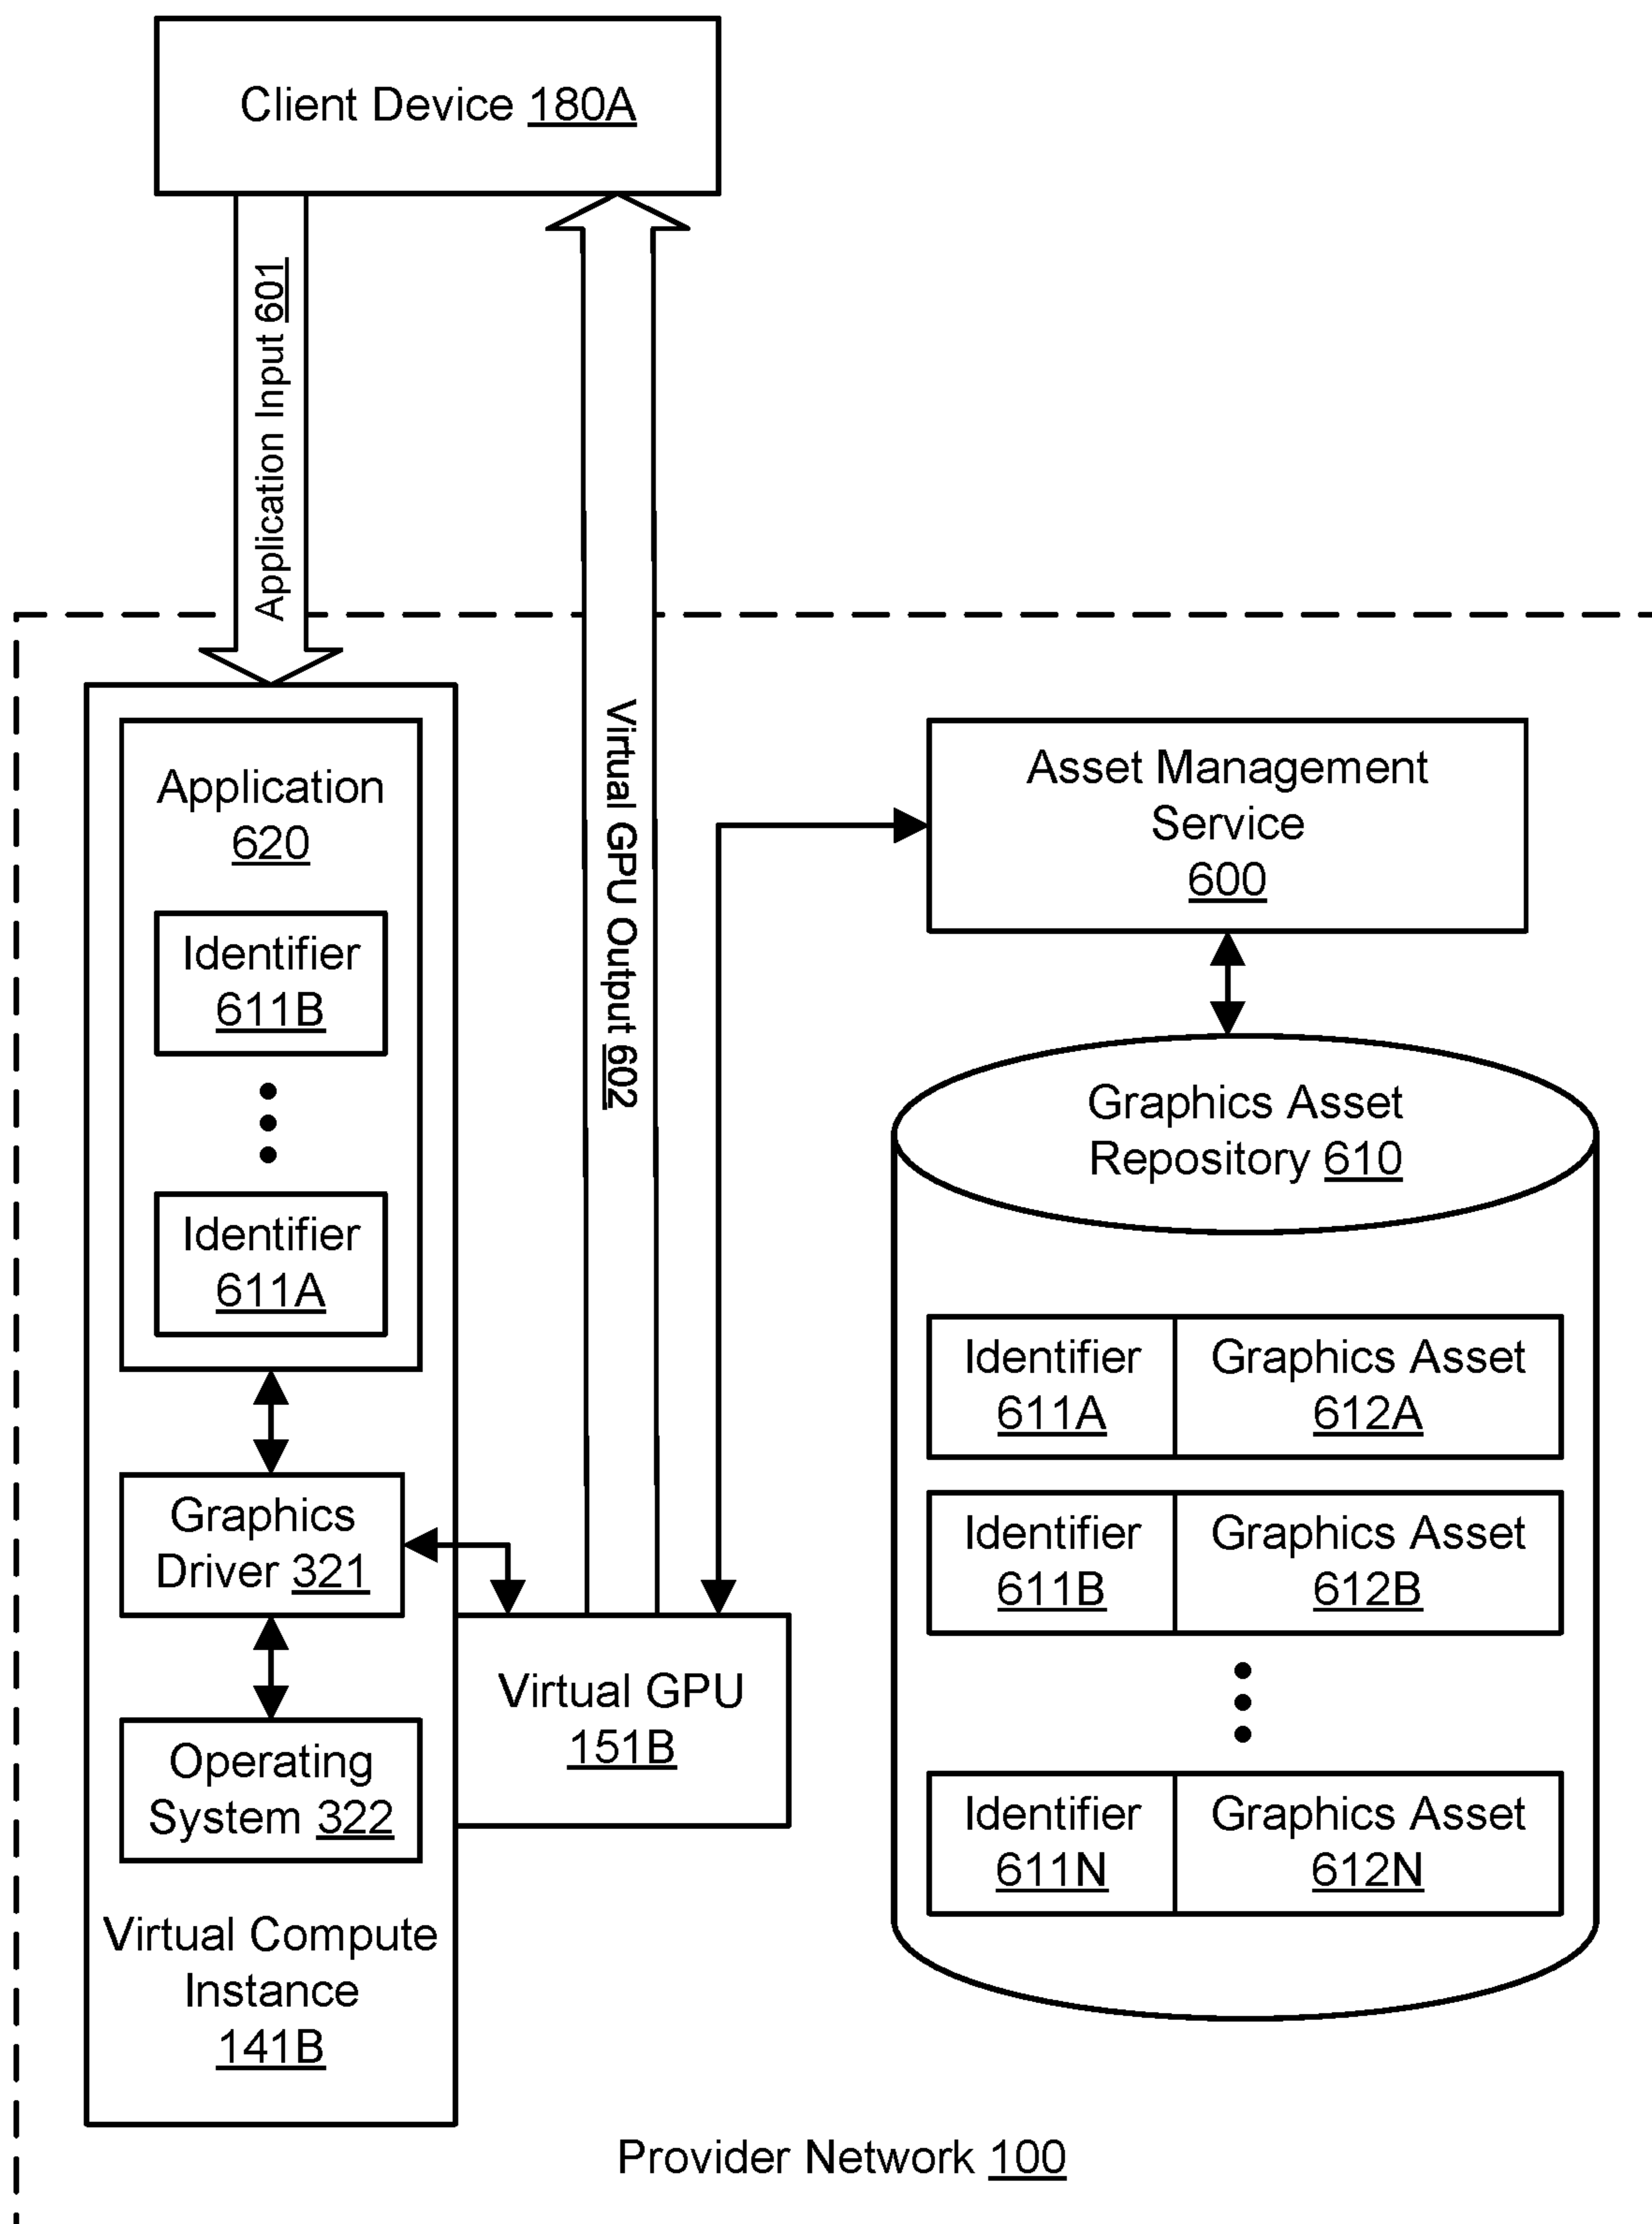 Client Device 180A
Application Input 601
Virtual GPU Output 602
Application
620
Identifier
611B
Identifier
611A
Graphics
Driver 321
Operating
System 322
Virtual Compute
Instance
141B
Virtual GPU
151B
Asset Management
Service
600
Graphics Asset
Repository 610
Identifier
611A
Graphics Asset
612A
Identifier
611B
Graphics Asset
612B
Identifier
611N
Graphics Asset
612N
Provider Network 100